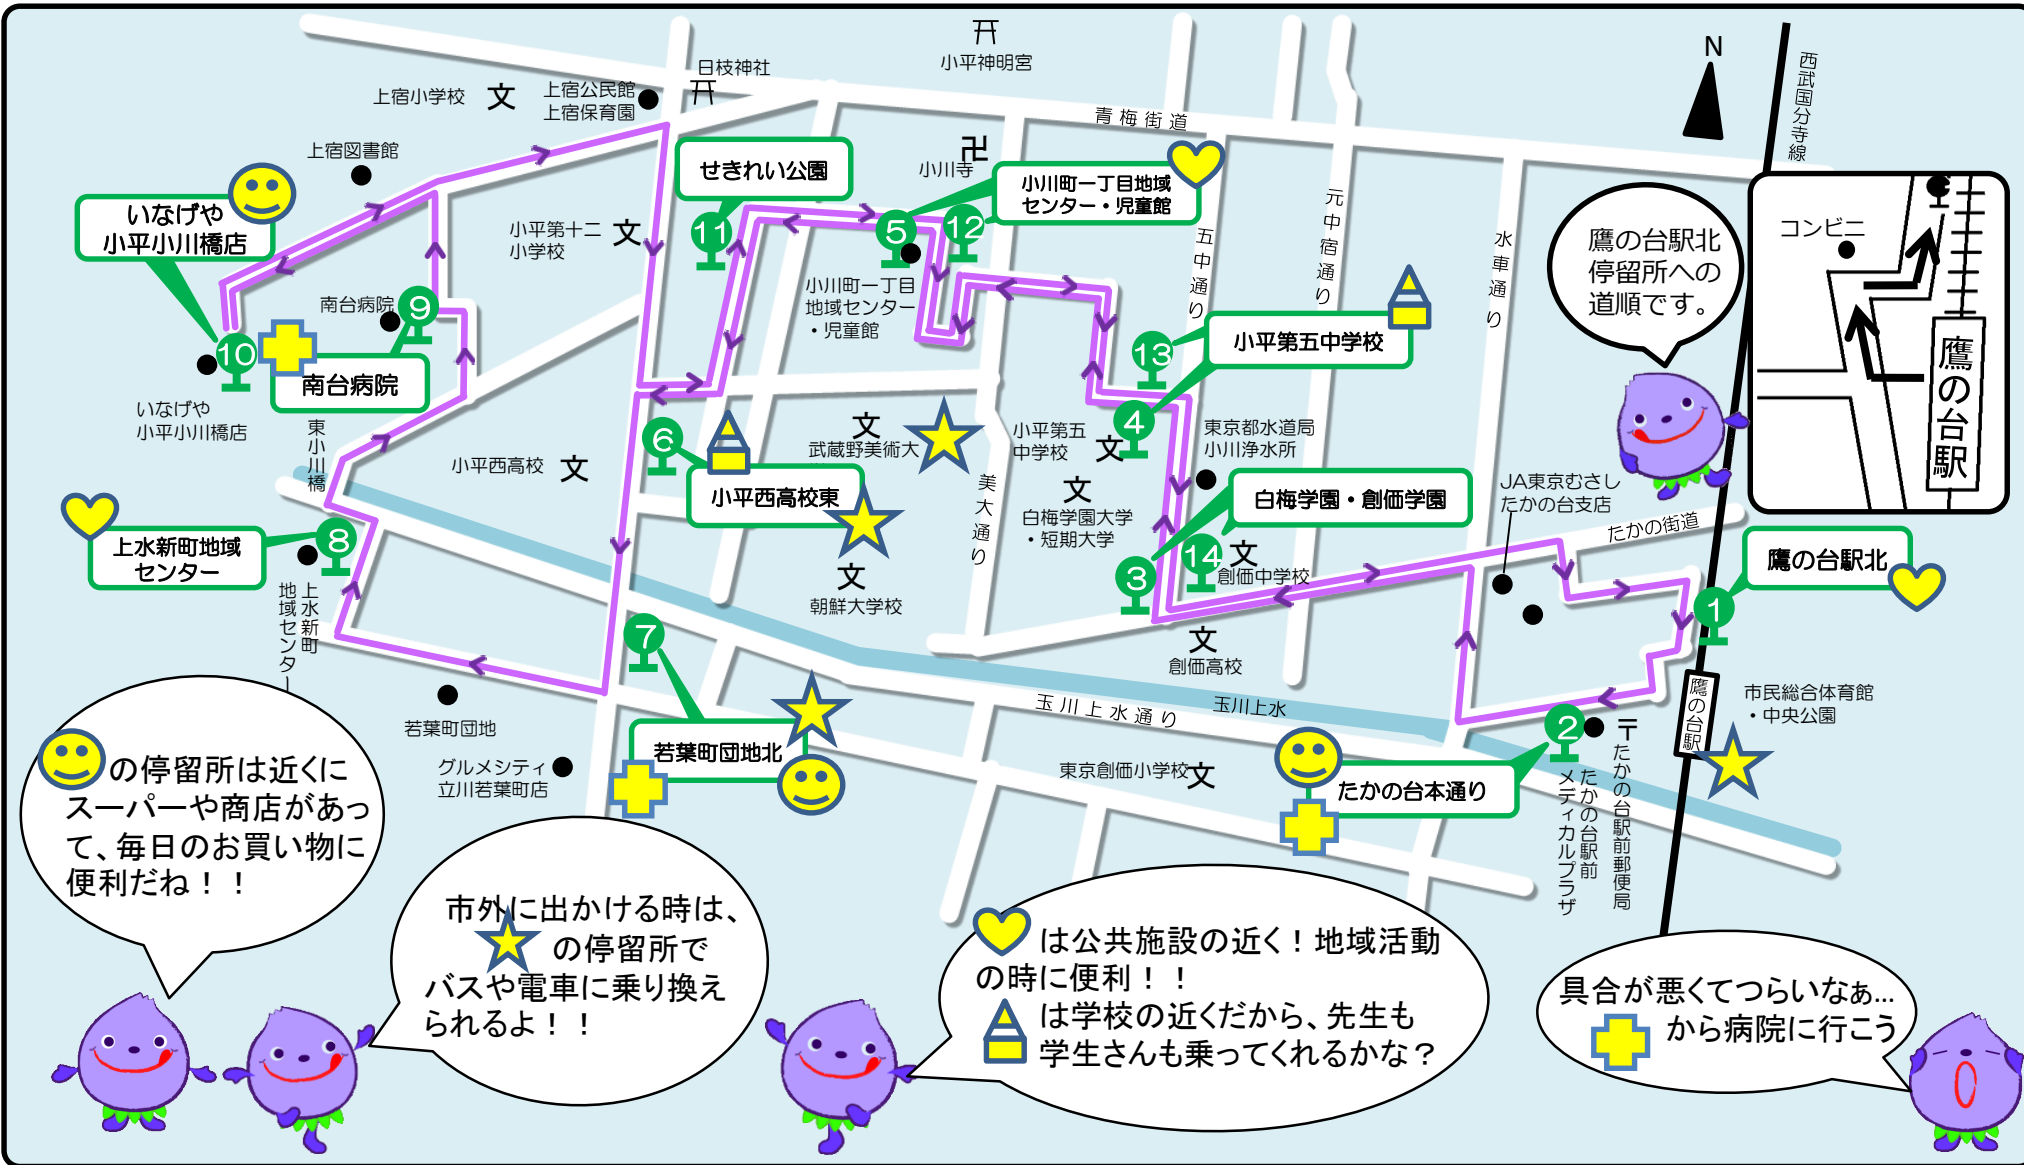 日枝神社
小平神明宮
上宿小学校
文
上宿公民館
上宿保育園
青梅街道
N
西武国分寺線
上宿図書館
せきれい公園
卍
小川寺
小川町一丁目地域
センター・児童館
いなげや
小平小川橋店
小平第十二
小学校
文
11
5
12
五中通り
元中宿通り
水車通り
鷹の台駅北
停留所への
道順です。
コンビニ
鷹の台駅
南台病院
9
小川町一丁目
地域センター
・児童館
10
南台病院
13
小平第五中学校
いなげや
小平小川橋店
東小川橋
小平西高校
文
6
文
武蔵野美術大
小平第五
中学校
文
4
東京都水道局
小川浄水所
小平西高校東
美大通り
文
白梅学園大学
・短期大学
白梅学園・創価学園
JA東京むさし
たかの台支店
たかの街道
上水新町地域
センター
8
文
朝鮮大学校
3
14
文
創価中学校
鷹の台駅北
1
上水新町
地域センター
7
文
創価高校
若葉町団地
若葉町団地北
玉川上水通り
玉川上水
鷹の台駅
市民総合体育館
・中央公園
2
〒
たかの台駅前郵便局
たかの台駅前
メディカルプラザ
グルメシティ
立川若葉町店
東京創価小学校
文
たかの台本通り
の停留所は近くに
スーパーや商店があっ
て、毎日のお買い物に
便利だね！！
市外に出かける時は、
の停留所で
バスや電車に乗り換え
られるよ！！
は公共施設の近く！地域活動
の時に便利！！
は学校の近くだから、先生も
学生さんも乗ってくれるかな？
具合が悪くてつらいなぁ…
から病院に行こう